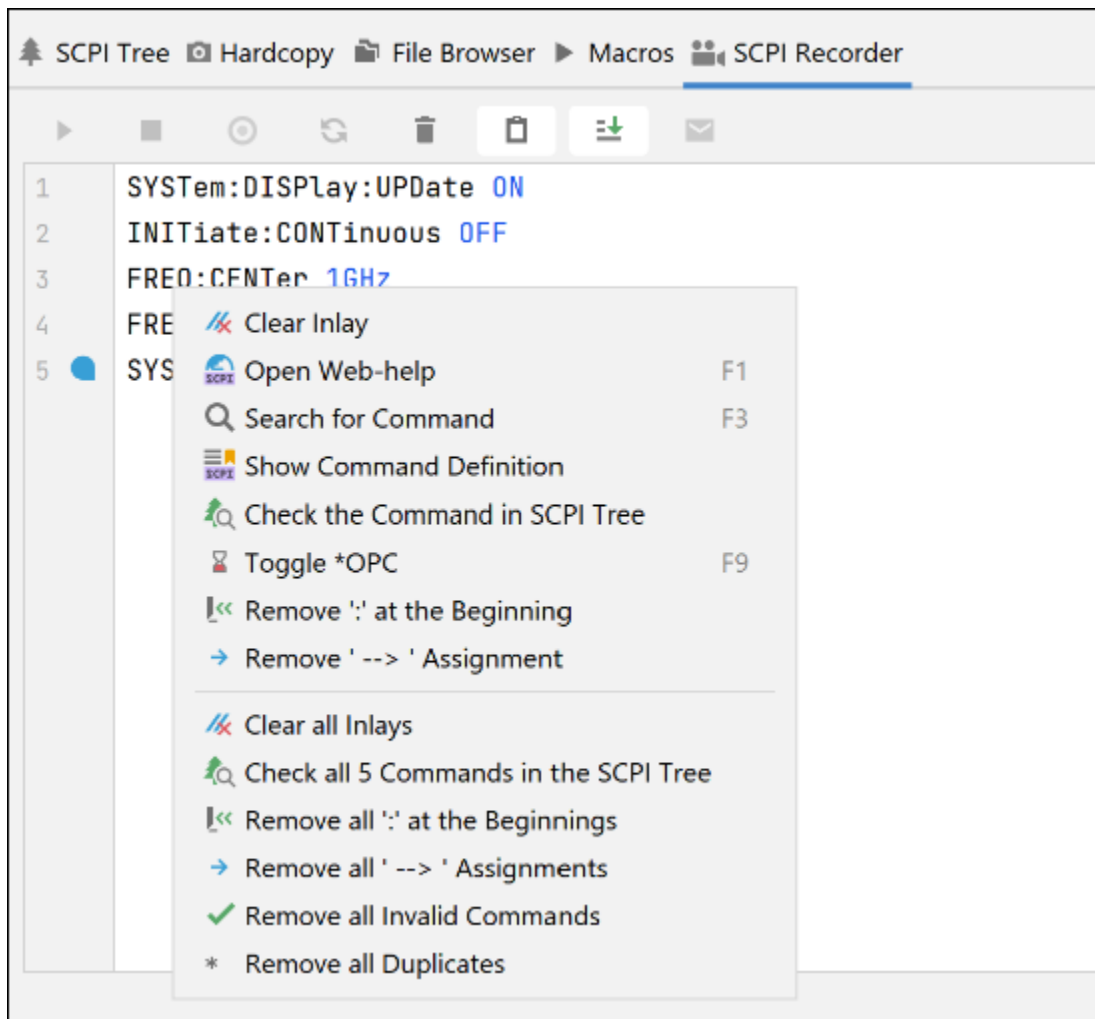 SCPI Tree Hardcopy File Browser Macros SCPI Recorder
1 SYSTem:DISPlay:UPDate ON
2 INITiate:CONTinuous OFF
3 FREQ:CENTer 1GHz
4 FRE
5 SYS
Clear Inlay
Open Web-help F1
Search for Command F3
Show Command Definition
Check the Command in SCPI Tree
Toggle *OPC F9
Remove ':' at the Beginning
Remove ' --> ' Assignment
Clear all Inlays
Check all 5 Commands in the SCPI Tree
Remove all ':' at the Beginnings
Remove all ' --> ' Assignments
Remove all Invalid Commands
* Remove all Duplicates